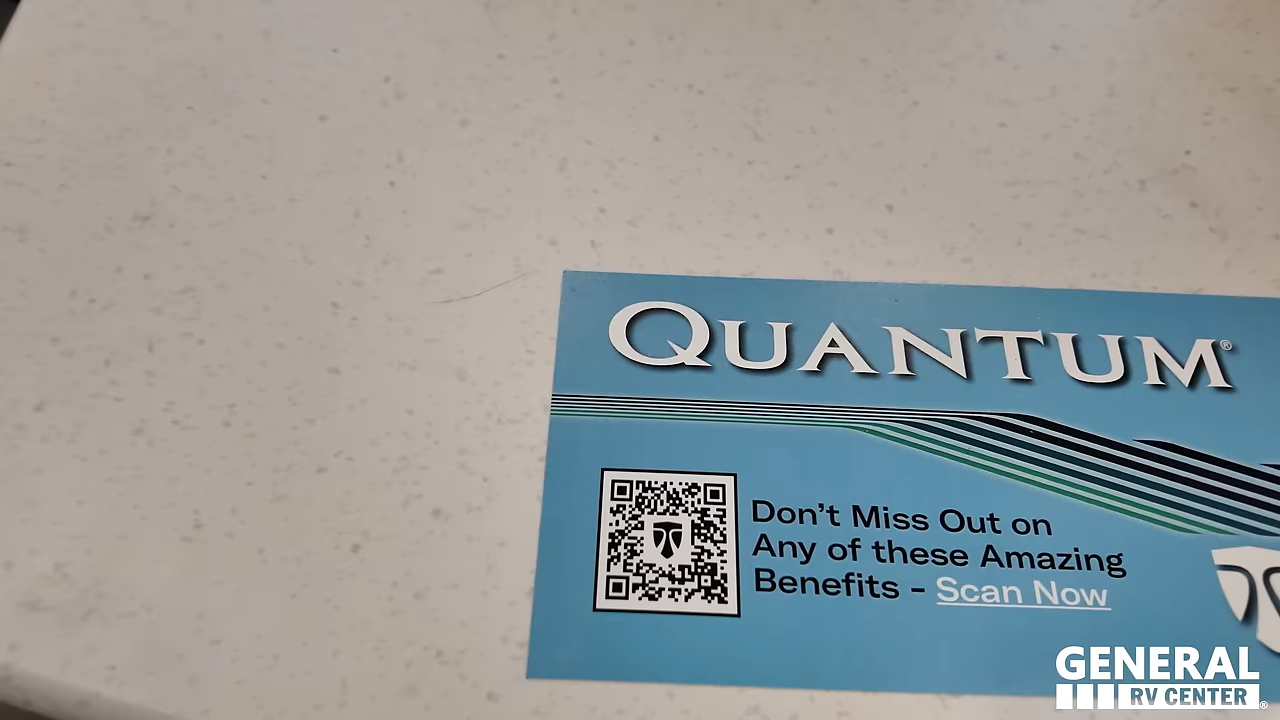 QUANTUM®
Don't Miss Out on
Any of these Amazing
Benefits - Scan Now
GENERAL
RV CENTER®